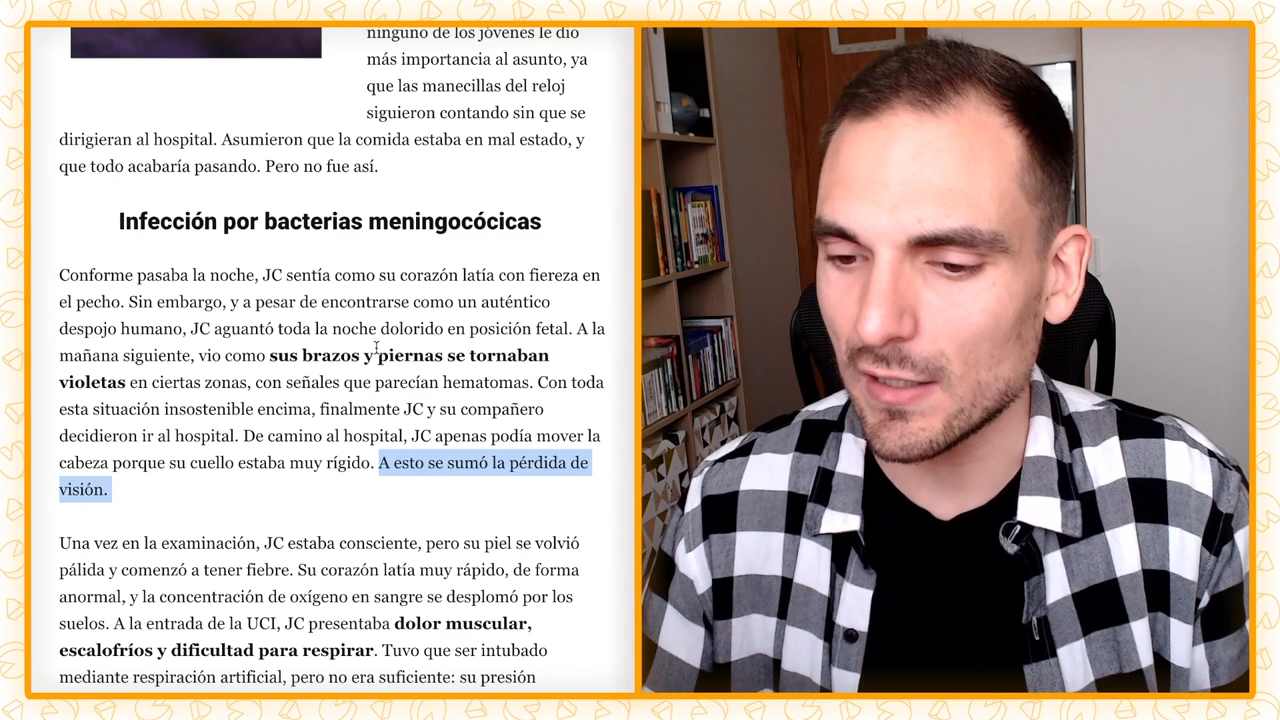 ninguno de los jóvenes le dio
más importancia al asunto, ya
que las manecillas del reloj
siguieron contando sin que se
dirigieran al hospital. Asumieron que la comida estaba en mal estado, y
que todo acabaría pasando. Pero no fue así.
Infección por bacterias meningocócicas
Conforme pasaba la noche, JC sentía como su corazón latía con fiereza en
el pecho. Sin embargo, y a pesar de encontrarse como un auténtico
despojo humano, JC aguantó toda la noche dolorido en posición fetal. A la
mañana siguiente, vio como sus brazos y piernas se tornaban
violetas en ciertas zonas, con señales que parecían hematomas. Con toda
esta situación insostenible encima, finalmente JC y su compañero
decidieron ir al hospital. De camino al hospital, JC apenas podía mover la
cabeza porque su cuello estaba muy rígido. A esto se sumó la pérdida de
visión.
Una vez en la examinación, JC estaba consciente, pero su piel se volvió
pálida y comenzó a tener fiebre. Su corazón latía muy rápido, de forma
anormal, y la concentración de oxígeno en sangre se desplomó por los
suelos. A la entrada de la UCI, JC presentaba dolor muscular,
escalofríos y dificultad para respirar. Tuvo que ser intubado
mediante respiración artificial, pero no era suficiente: su presión